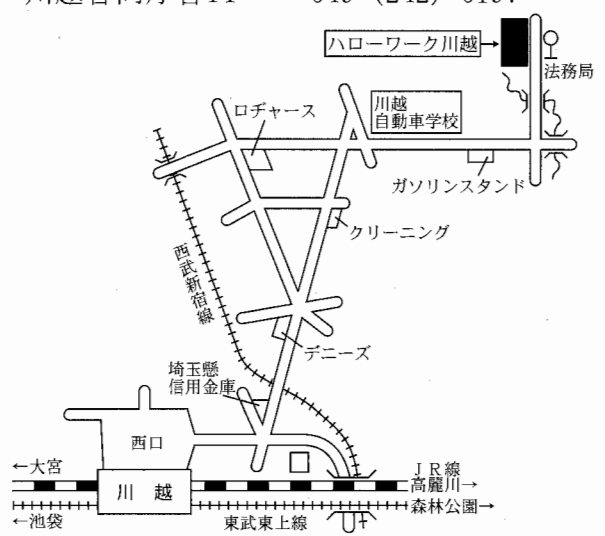 ハローワーク川越→
法務局
ロヂャース
川越
自動車学校
ガソリンスタンド
クリーニング
西武新宿線
デニーズ
埼玉懸
信用金庫
西口
←大宮
JR線
高麗川→
川越
森林公園→
←池袋
東武東上線